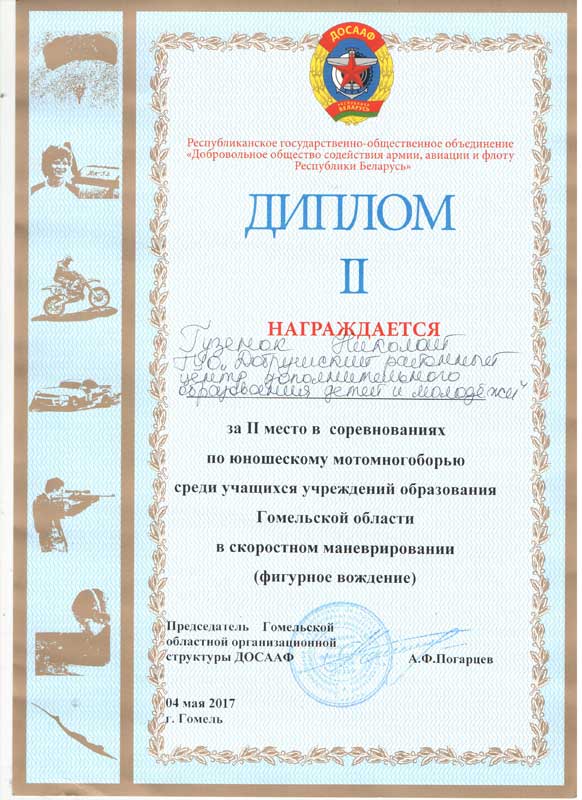 ДОСААФ
РЕСПУБЛИКА
БЕЛАРУСЬ
Республиканское государственно-общественное объединение
«Добровольное общество содействия армии, авиации и флоту
Республики Беларусь»
ДИПЛОМ
II
НАГРАЖДАЕТСЯ
Гузенок Николай
ГУО „Добрушский районный
центр дополнительного
образования детей и молодёжи"
за II место в соревнованиях
по юношескому мотомногоборью
среди учащихся учреждений образования
Гомельской области
в скоростном маневрировании
(фигурное вождение)
Председатель Гомельской
областной организационной
структуры ДОСААФ А.Ф.Погарцев
04 мая 2017
г. Гомель